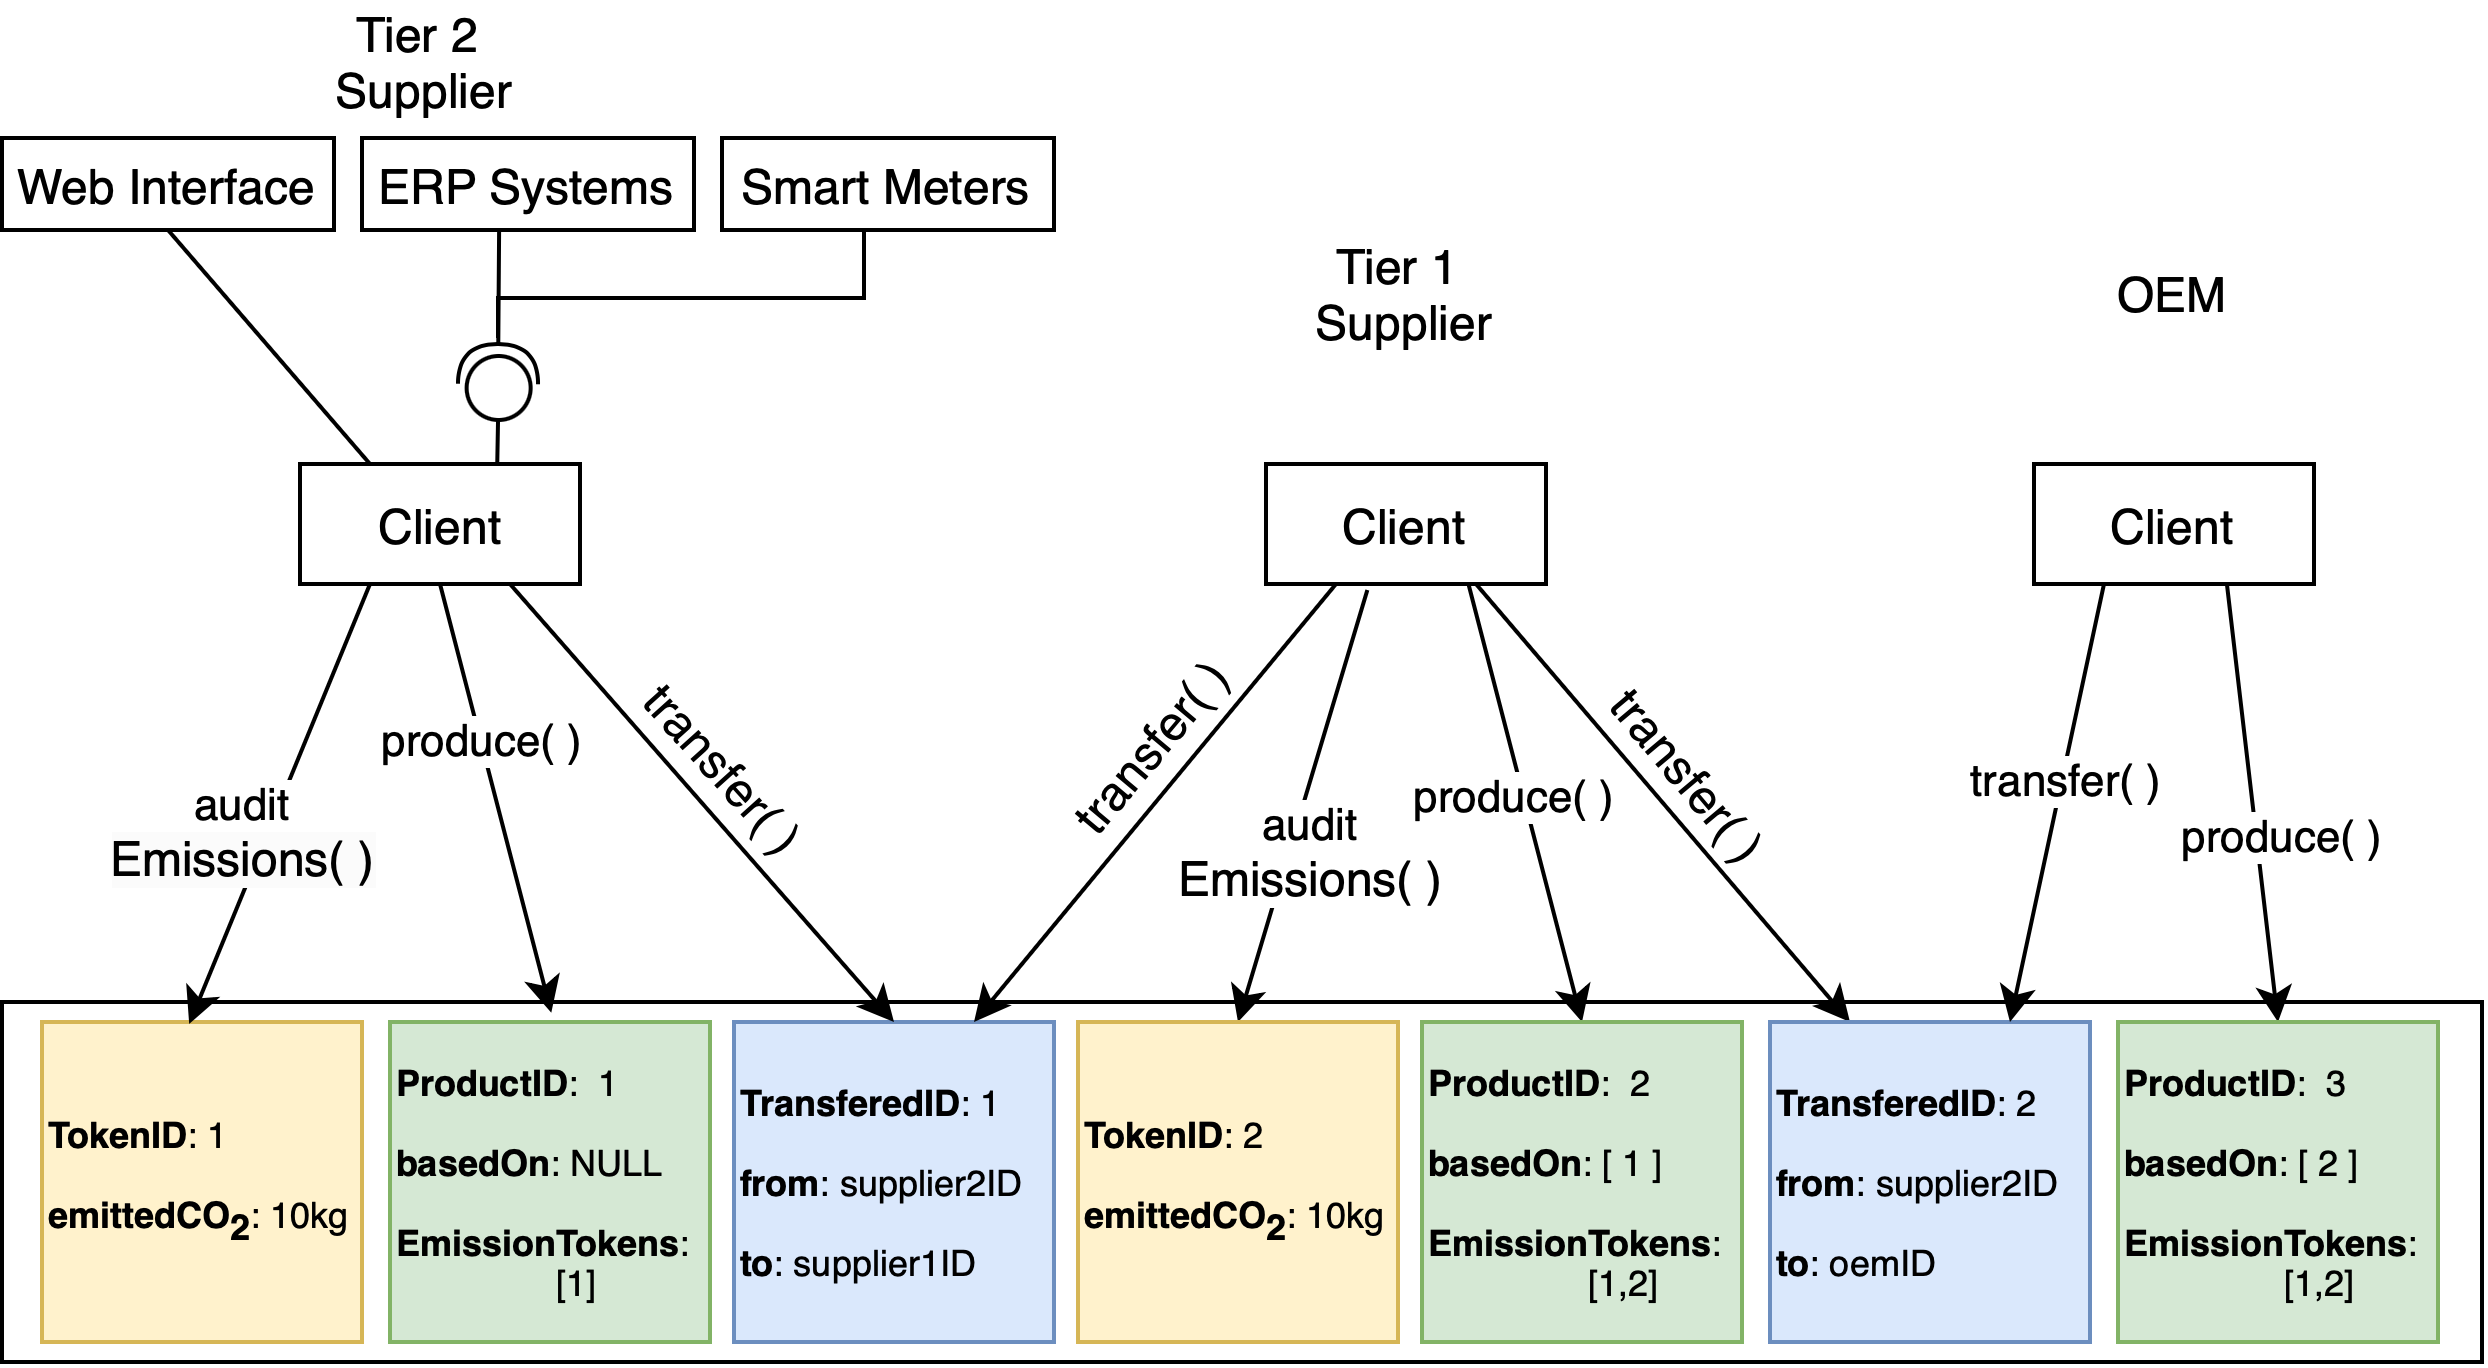 Tier 2
Supplier
Web Interface
ERP Systems
Smart Meters
Tier 1
Supplier
OEM
Client
Client
Client
audit
Emissions( )
produce( )
transfer( )
transfer( )
audit
Emissions( )
produce( )
transfer( )
transfer( )
produce( )
TokenID: 1
emittedCO2: 10kg
ProductID: 1
basedOn: NULL
EmissionTokens:
[1]
TransferedID: 1
from: supplier2ID
to: supplier1ID
TokenID: 2
emittedCO2: 10kg
ProductID: 2
basedOn: [ 1 ]
EmissionTokens:
[1,2]
TransferedID: 2
from: supplier2ID
to: oemID
ProductID: 3
basedOn: [ 2 ]
EmissionTokens:
[1,2]